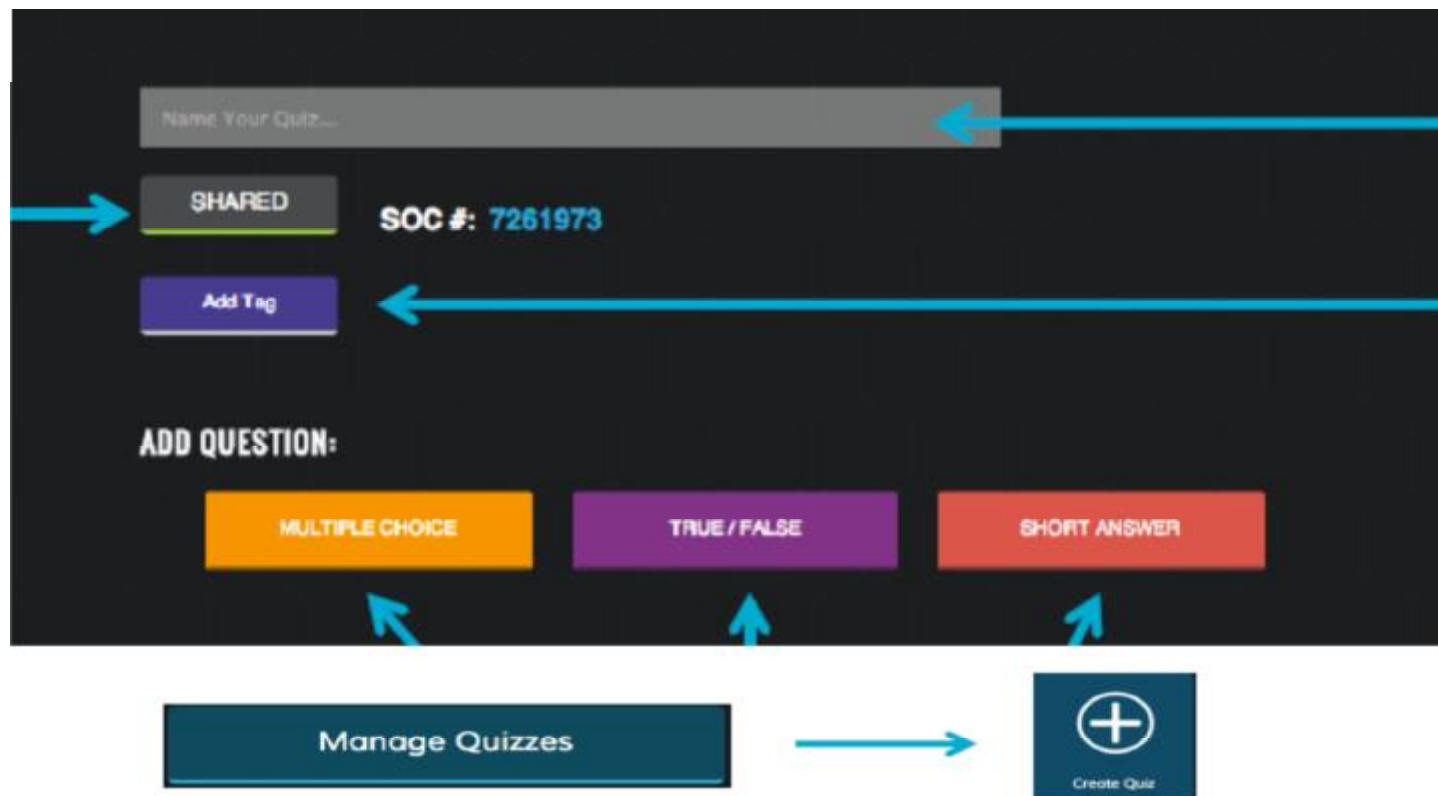 Name Your Quiz...
SHARED
SOC #: 7261973
Add Tag
ADD QUESTION:
MULTIPLE CHOICE
TRUE / FALSE
SHORT ANSWER
Manage Quizzes
Create Quiz